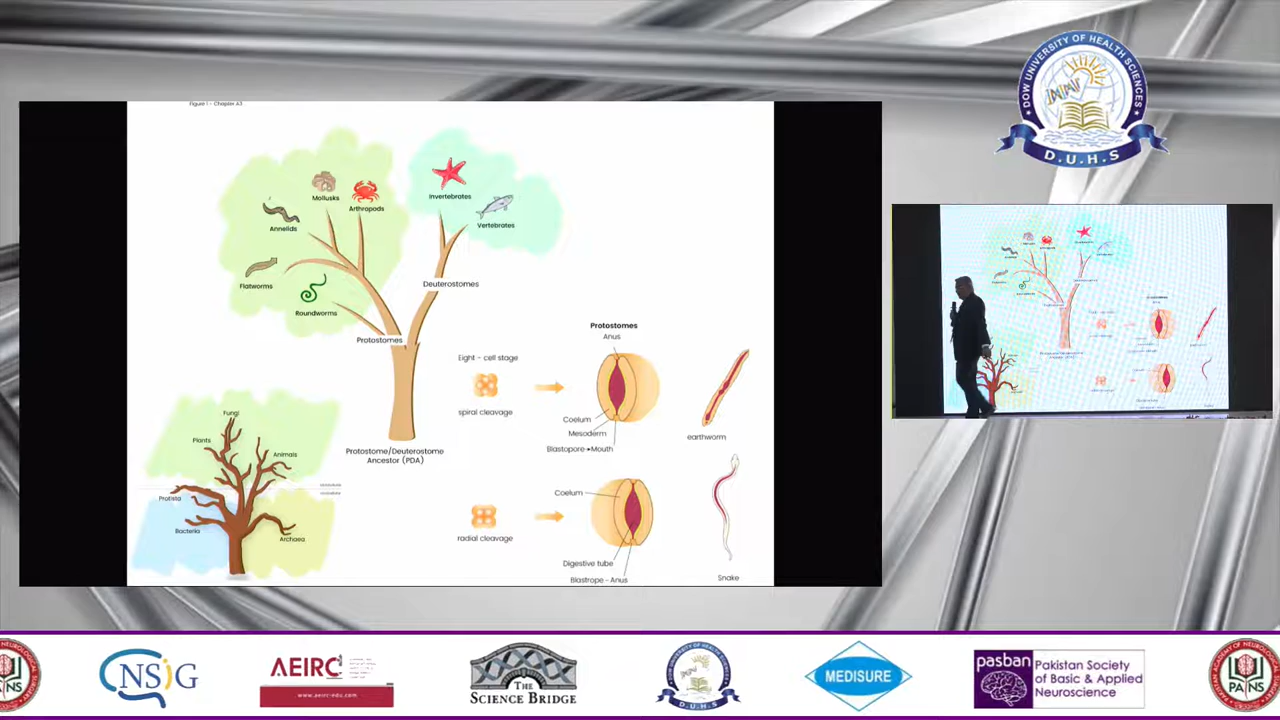 Figure 1 - Chapter A3
DOW UNIVERSITY OF HEALTH SCIENCES
D.U.H.S
Mollusks
Arthropods
Annelids
Flatworms
Roundworms
Protostomes
Invertebrates
Vertebrates
Deuterostomes
Protostome/Deuterostome
Ancestor (PDA)
Fungi
Plants
Animals
Protista
Bacteria
Archaea
Eight - cell stage
spiral cleavage
Protostomes
Anus
Coelum
Mesoderm
Blastopore→Mouth
earthworm
radial cleavage
Coelum
Digestive tube
Blastrope - Anus
Snake
NSIG
AEIRC
www.aeirc-edu.com
THE
SCIENCE BRIDGE
D.U.H.S
MEDISURE
pasban
Pakistan Society
of Basic & Applied
Neuroscience
PANS